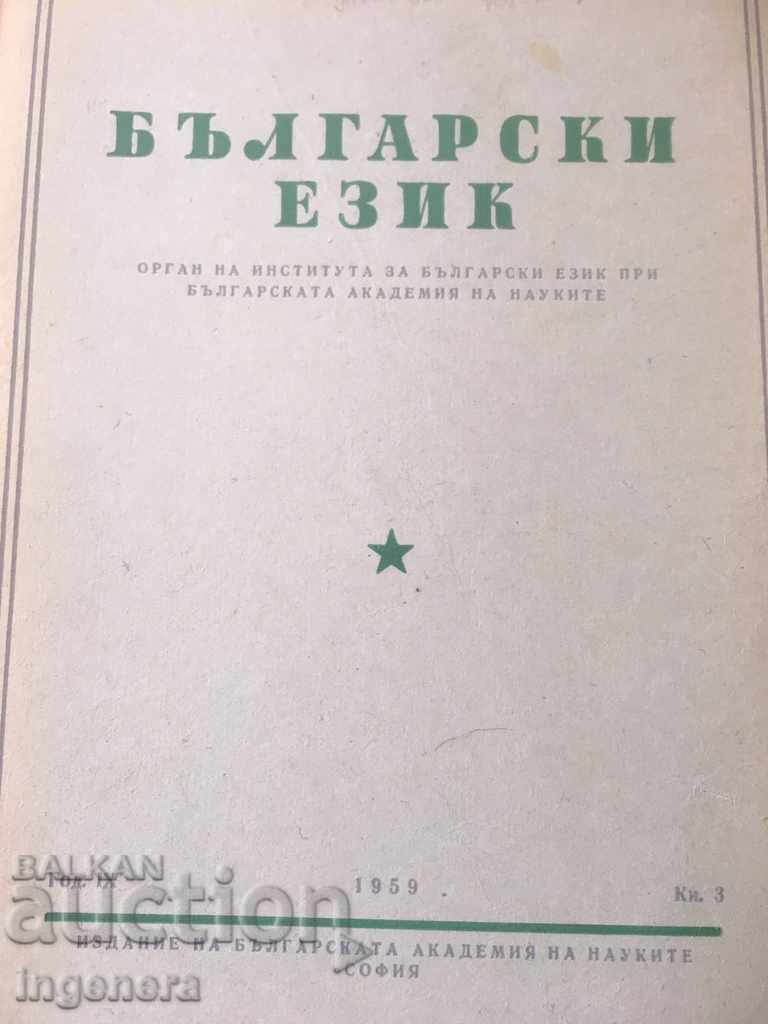 БЪЛГАРСКИ
ЕЗИК
ОРГАН НА ИНСТИТУТА ЗА БЪЛГАРСКИ ЕЗИК ПРИ
БЪЛГАРСКАТА АКАДЕМИЯ НА НАУКИТЕ
BALKAN
auction
Год. IX 1959 Кн. 3
ИЗДАНИЕ НА БЪЛГАРСКАТА АКАДЕМИЯ НА НАУКИТЕ
СОФИЯ
ingenera